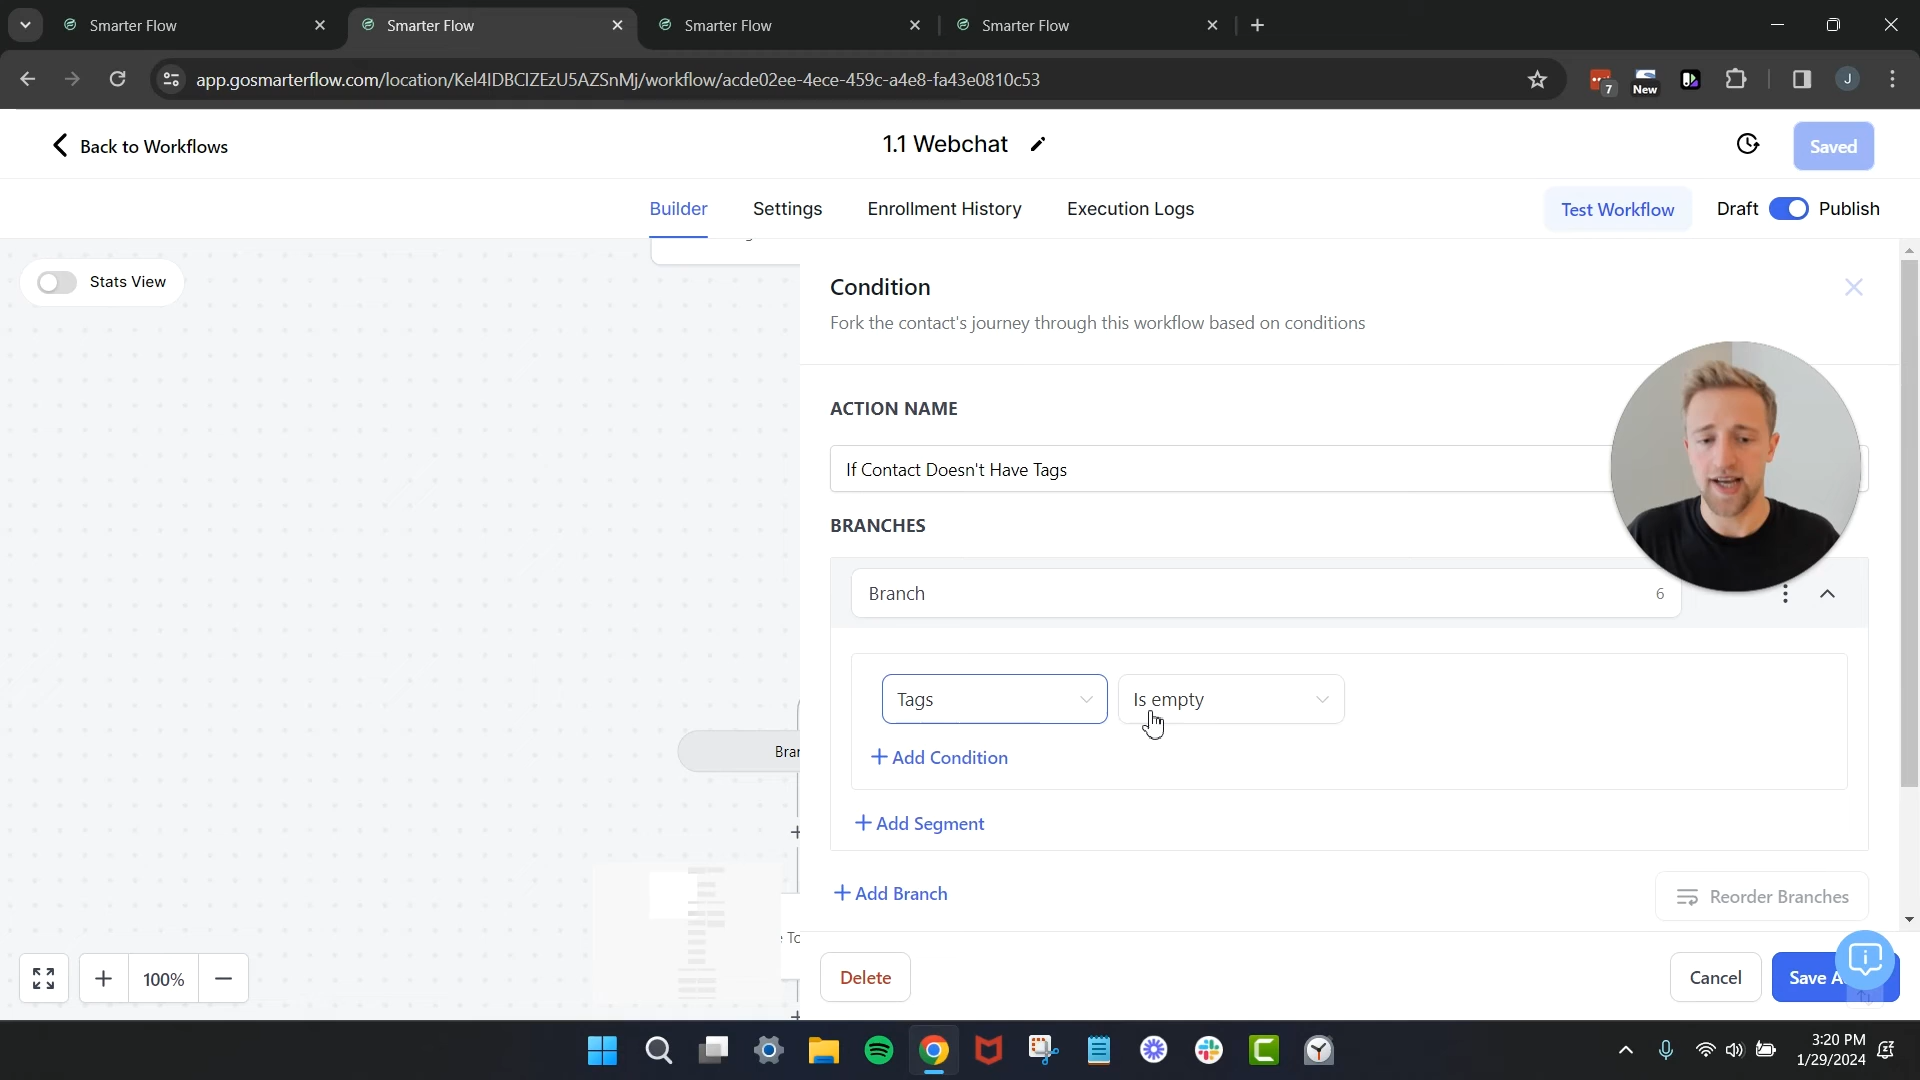 Smarter Flow
Smarter Flow
Smarter Flow
Smarter Flow
app.gosmarterflow.com/location/Kel4IDBClZEzU5AZSnMj/workflow/acde02ee-4ece-459c-a4e8-fa43e0810c53
7
New
J
Back to Workflows
1.1 Webchat
Saved
Builder
Settings
Enrollment History
Execution Logs
Test Workflow
Draft
Publish
Stats View
Condition
Fork the contact's journey through this workflow based on conditions
ACTION NAME
If Contact Doesn't Have Tags
BRANCHES
Branch
6
Tags
Is empty
+ Add Condition
+ Add Segment
+ Add Branch
Reorder Branches
100%
Delete
Cancel
Save
3:20 PM
1/29/2024